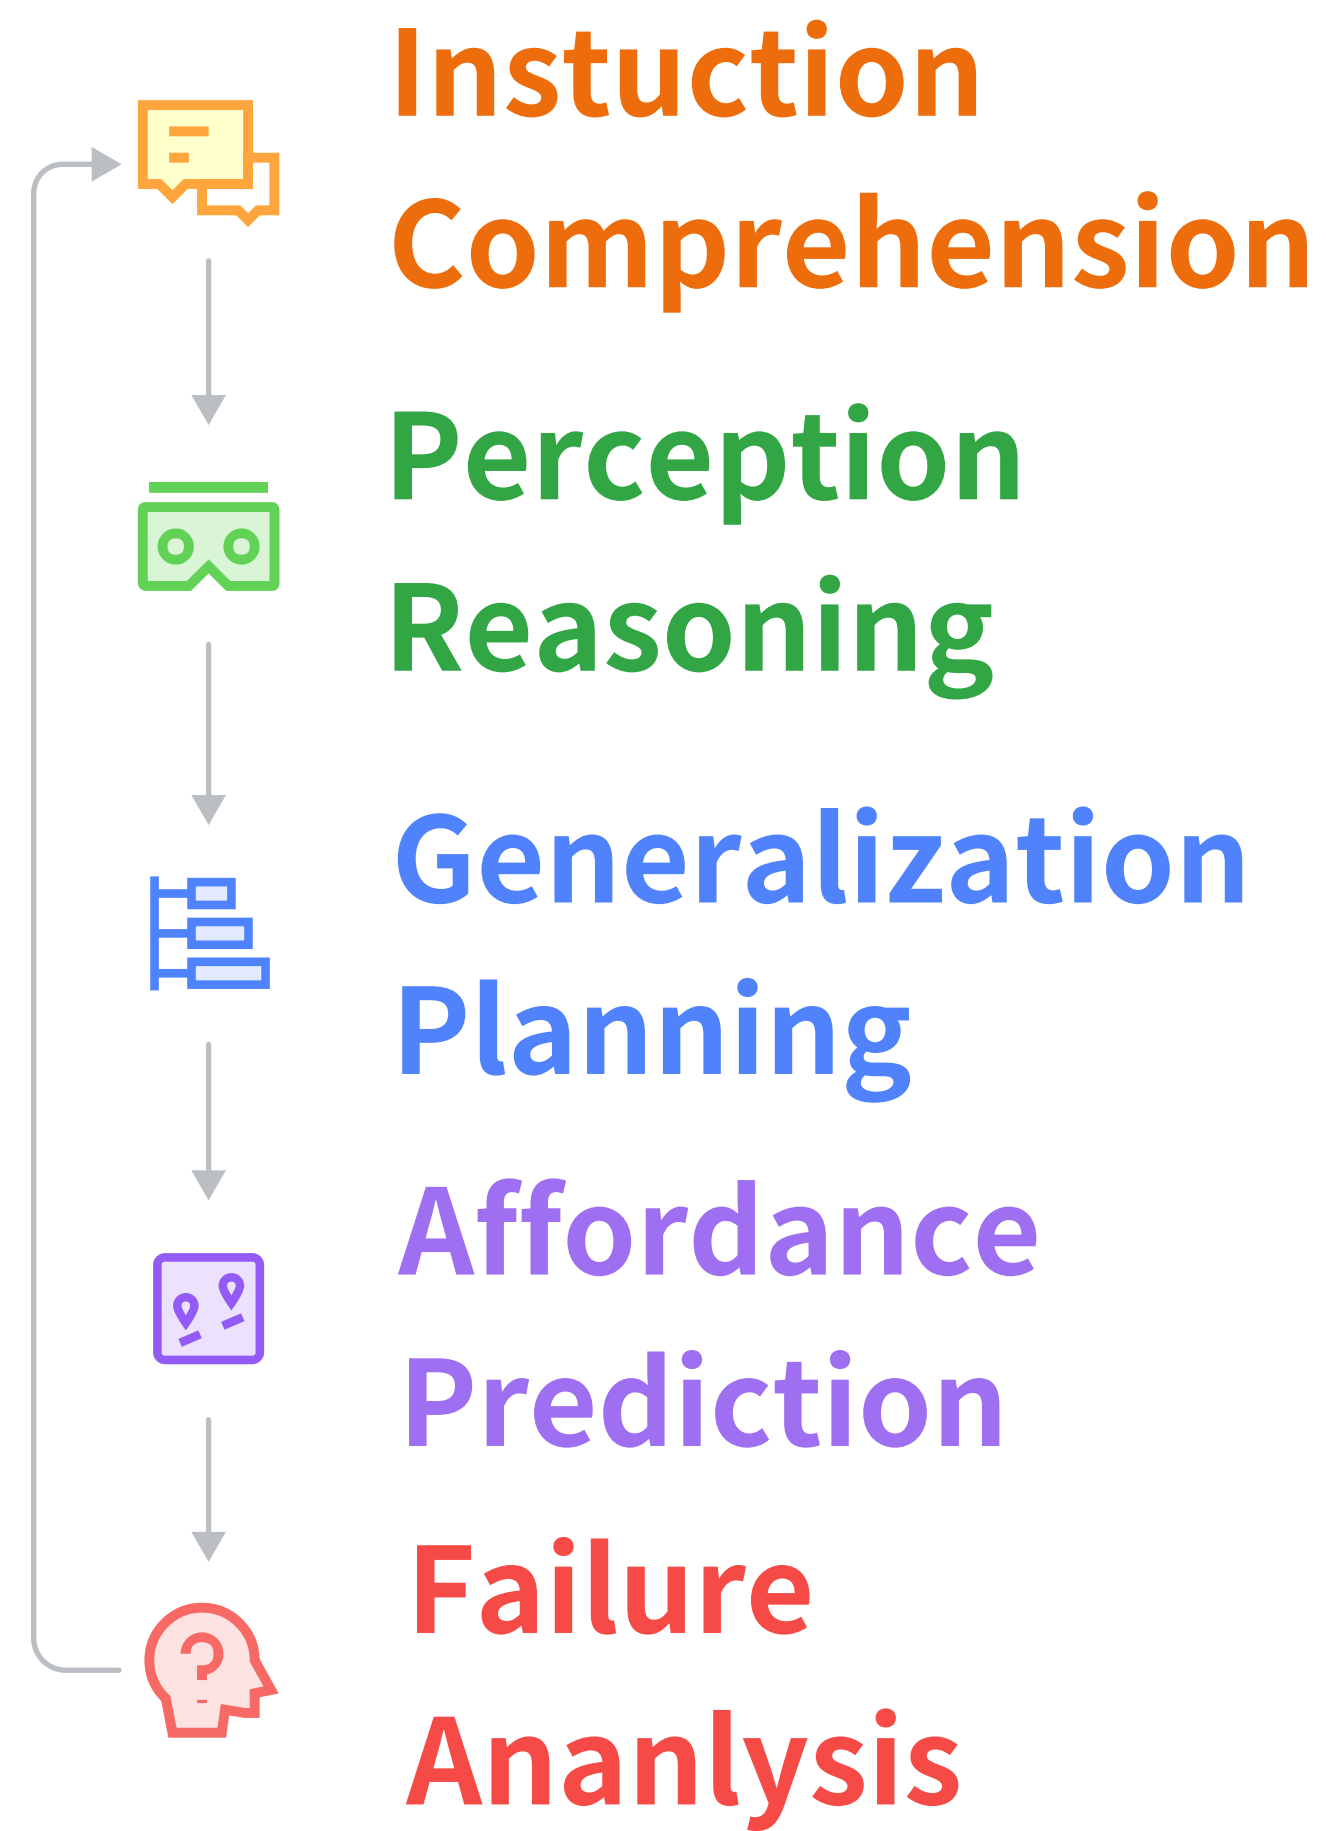 Instuction
Comprehension
Perception
Reasoning
Generalization
Planning
Affordance
Prediction
Failure
Ananlysis